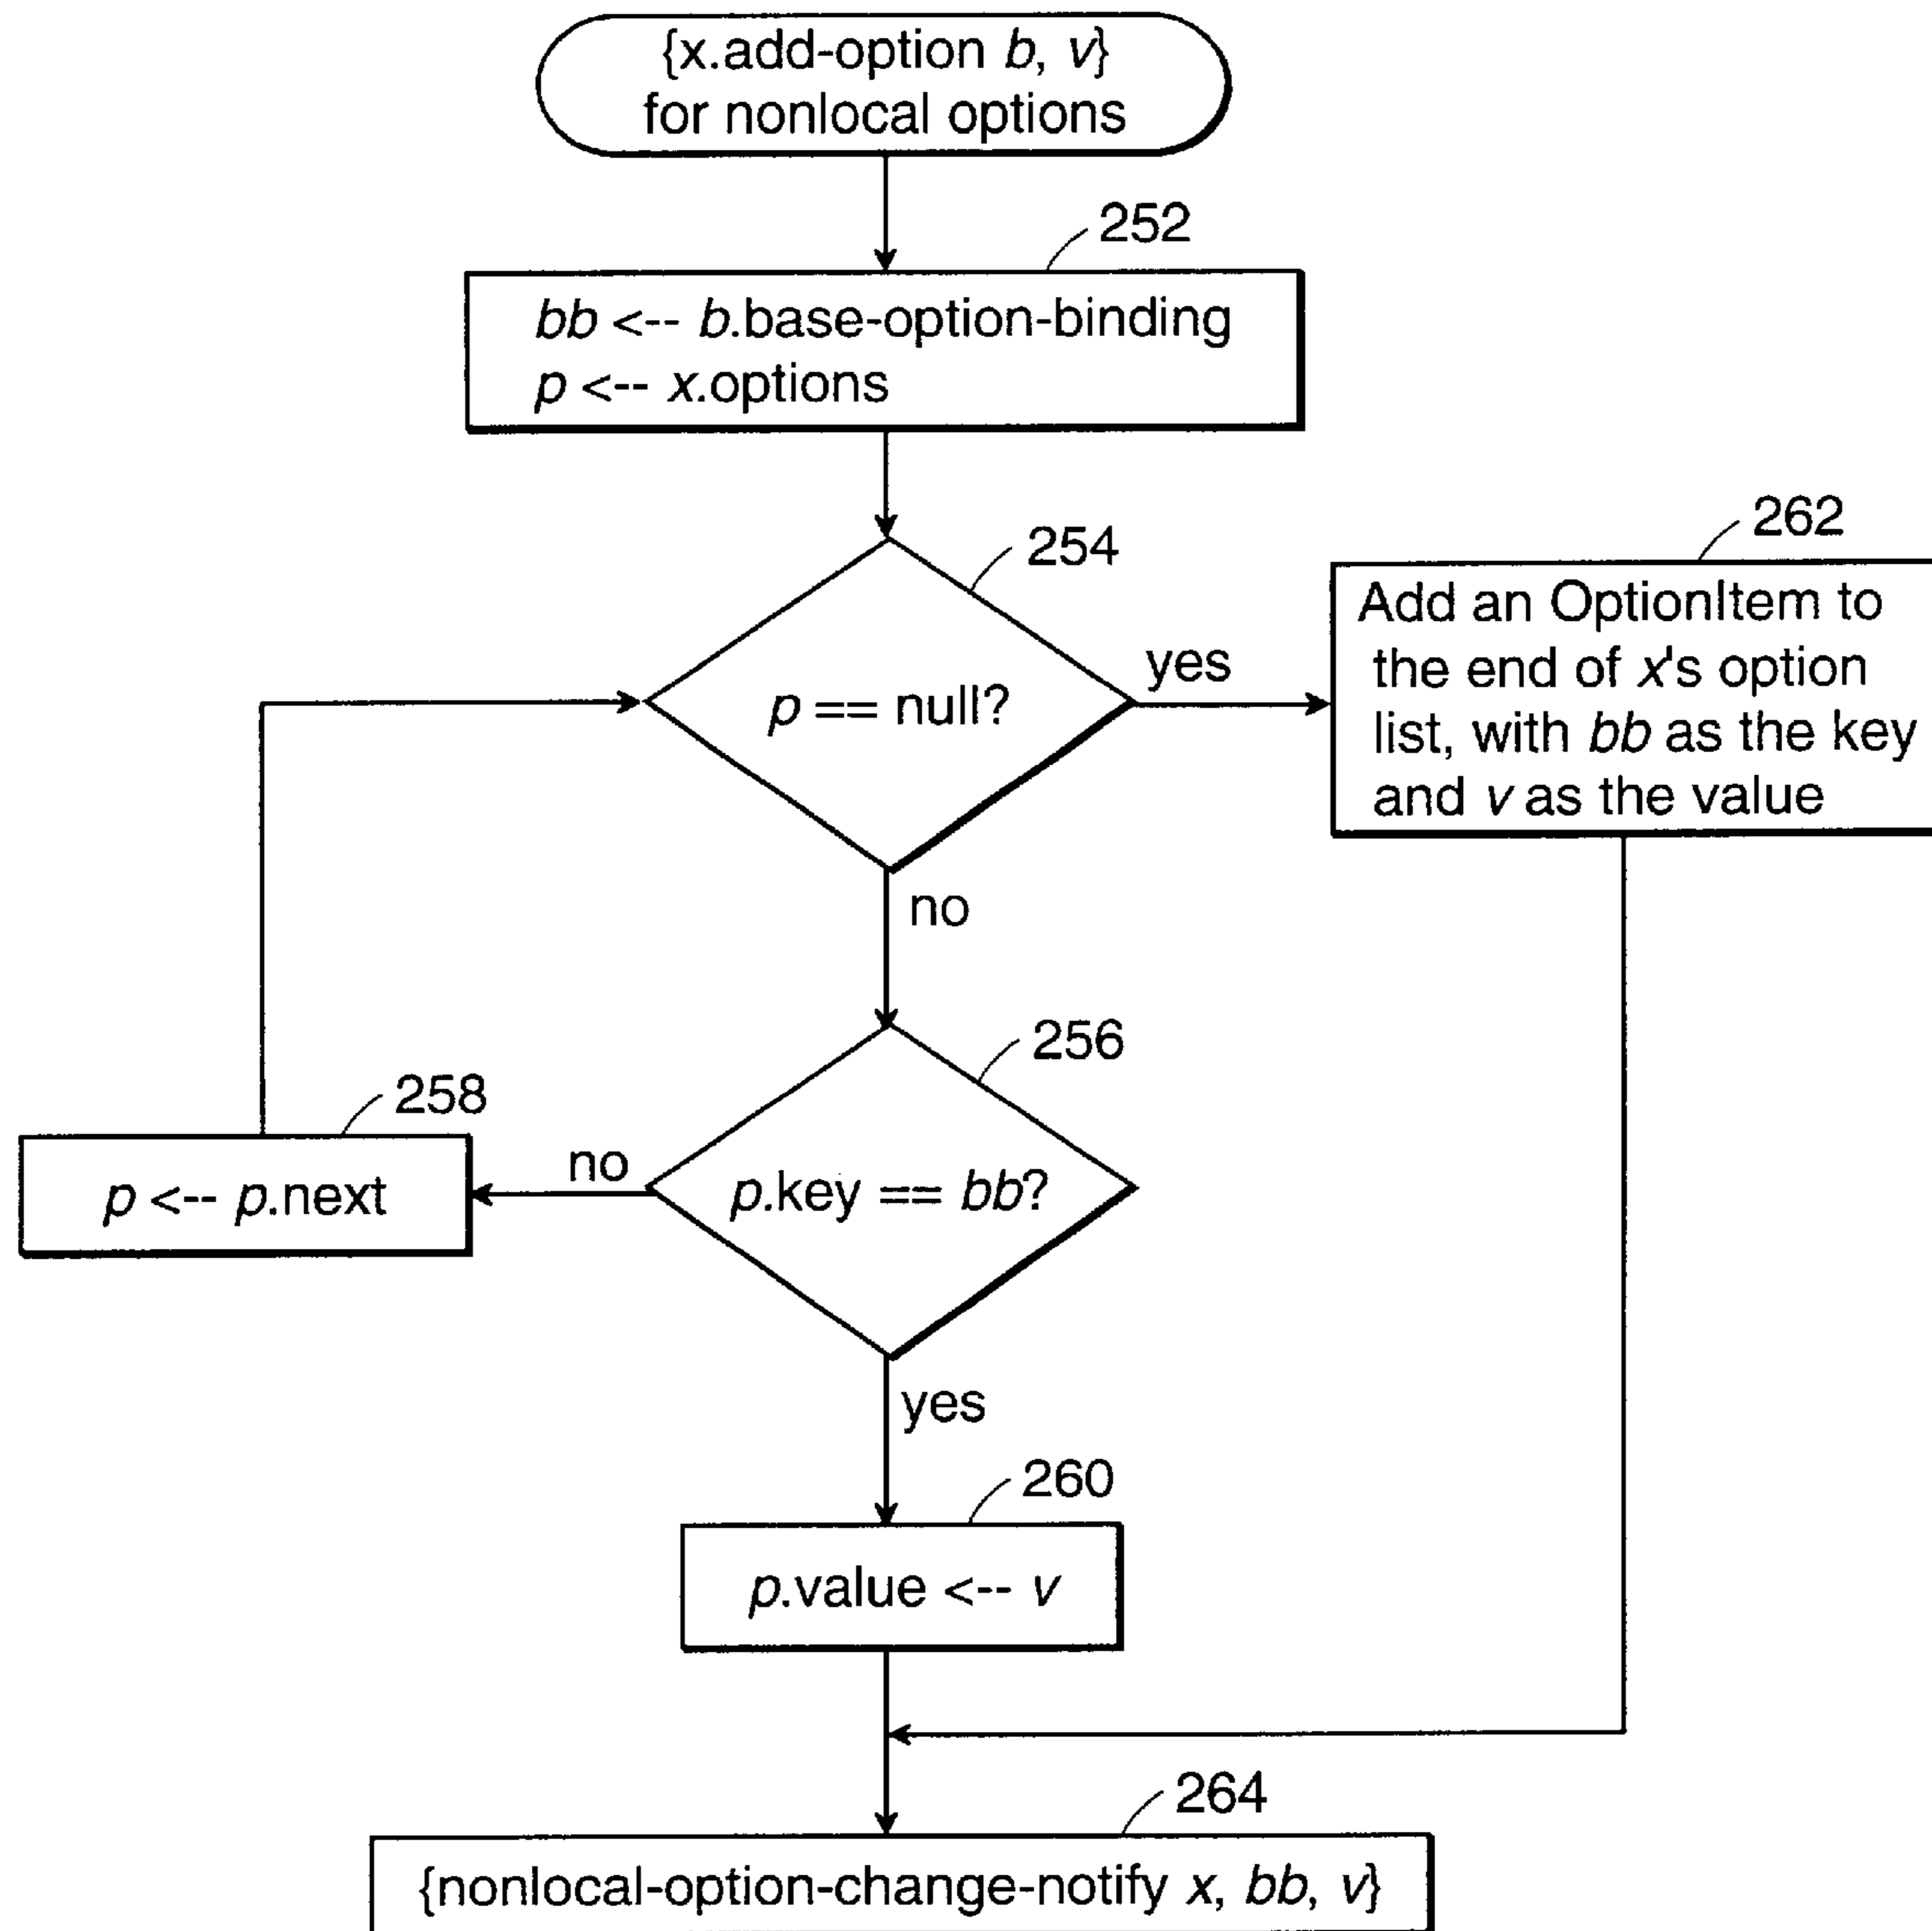 {x.add-option b, v}
for nonlocal options
252
bb <-- b.base-option-binding
p <-- x.options
254
p == null?
yes
262
Add an OptionItem to
the end of x's option
list, with bb as the key
and v as the value
no
256
p.key == bb?
no
258
p <-- p.next
yes
260
p.value <-- v
264
{nonlocal-option-change-notify x, bb, v}